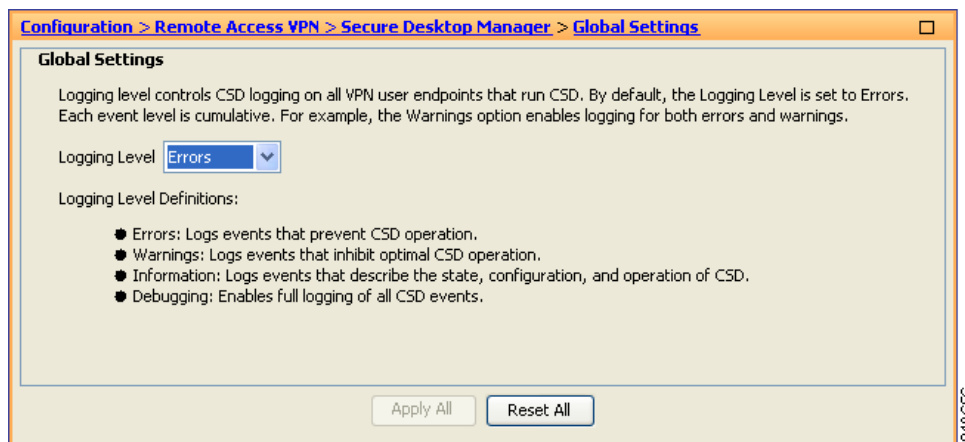 Configuration > Remote Access VPN > Secure Desktop Manager > Global Settings
Global Settings
Logging level controls CSD logging on all VPN user endpoints that run CSD. By default, the Logging Level is set to Errors.
Each event level is cumulative. For example, the Warnings option enables logging for both errors and warnings.
Logging Level Errors
Logging Level Definitions:
● Errors: Logs events that prevent CSD operation.
● Warnings: Logs events that inhibit optimal CSD operation.
● Information: Logs events that describe the state, configuration, and operation of CSD.
● Debugging: Enables full logging of all CSD events.
Apply All Reset All